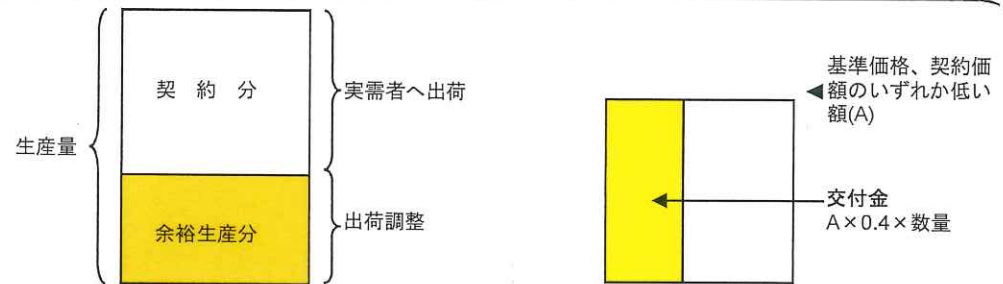 生産量
契 約 分
余裕生産分
実需者へ出荷
出荷調整
基準価格、契約価
額のいずれか低い
額(A)
交付金
A×0.4×数量